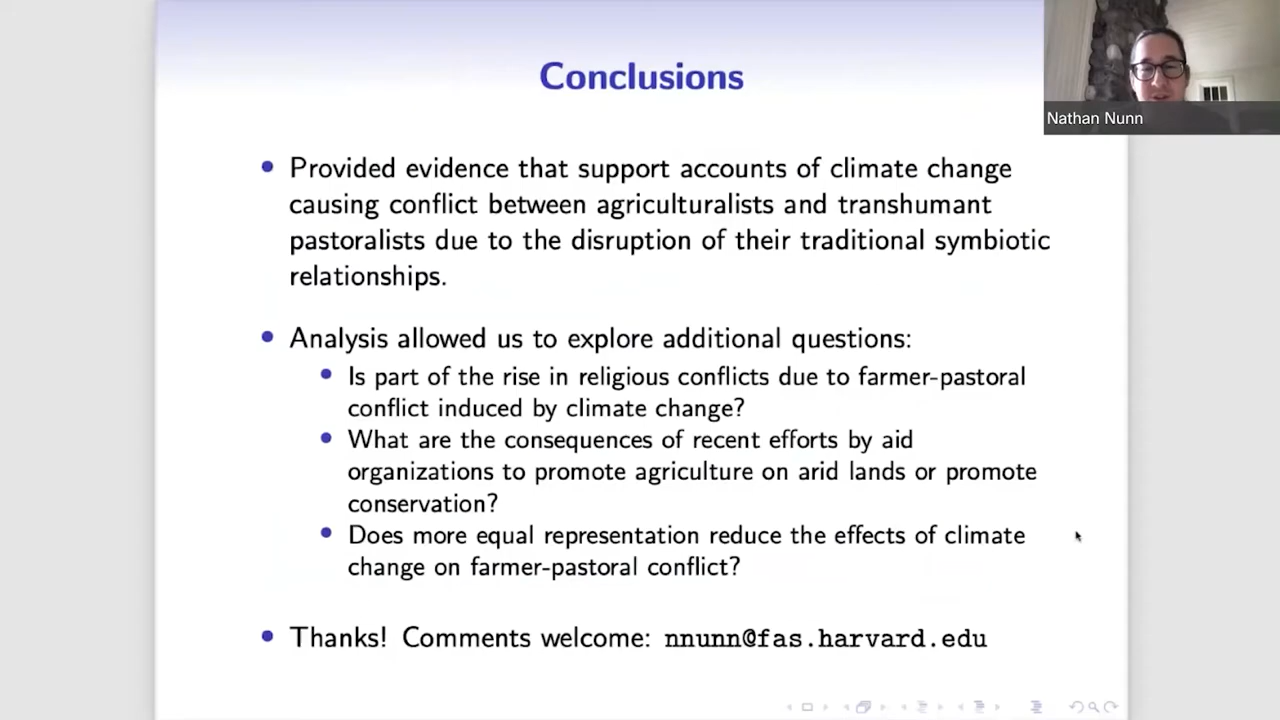 Conclusions
Nathan Nunn
• Provided evidence that support accounts of climate change
causing conflict between agriculturalists and transhumant
pastoralists due to the disruption of their traditional symbiotic
relationships.
• Analysis allowed us to explore additional questions:
• Is part of the rise in religious conflicts due to farmer-pastoral
conflict induced by climate change?
• What are the consequences of recent efforts by aid
organizations to promote agriculture on arid lands or promote
conservation?
• Does more equal representation reduce the effects of climate
change on farmer-pastoral conflict?
• Thanks! Comments welcome: nnunn@fas.harvard.edu